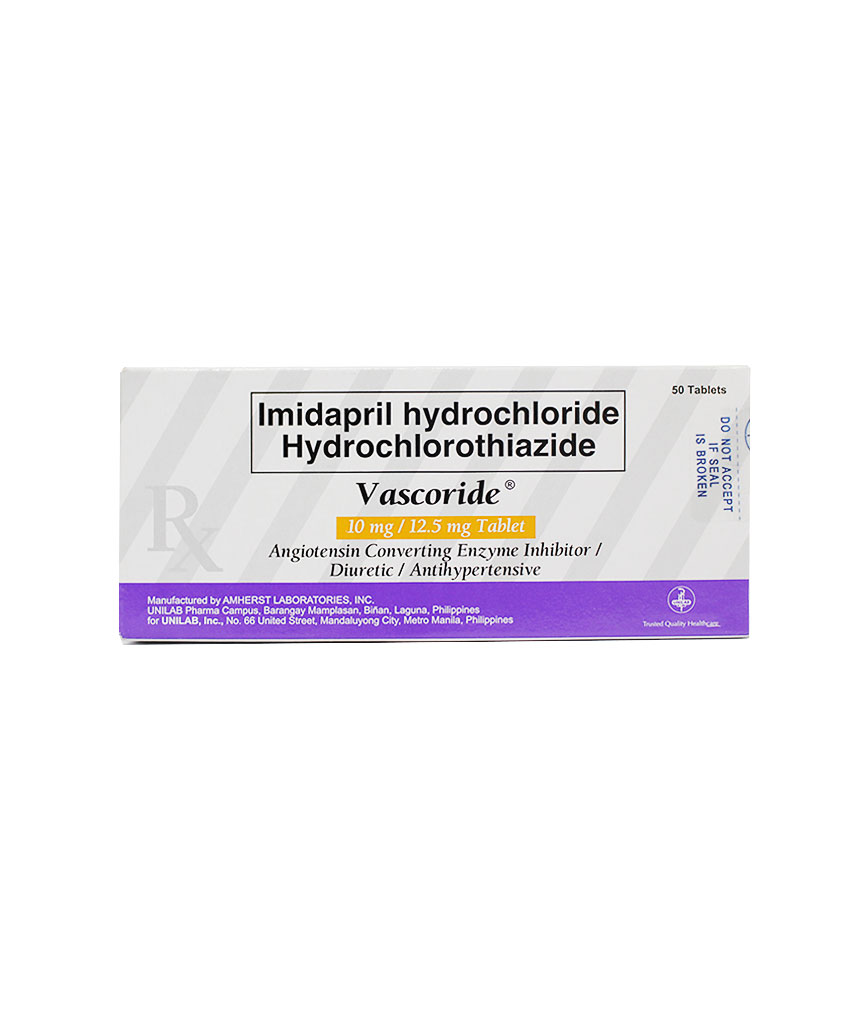 50 Tablets
Imidapril hydrochloride
Hydrochlorothiazide
Vascoride®
10 mg / 12.5 mg Tablet
Angiotensin Converting Enzyme Inhibitor /
Diuretic / Antihypertensive
Rx
DO NOT ACCEPT
IF SEAL
IS BROKEN
Manufactured by AMHERST LABORATORIES, INC.
UNILAB Pharma Campus, Barangay Mamplasan, Biñan, Laguna, Philippines
for UNILAB, Inc., No. 66 United Street, Mandaluyong City, Metro Manila, Philippines
UNILAB
Trusted Quality Healthcare